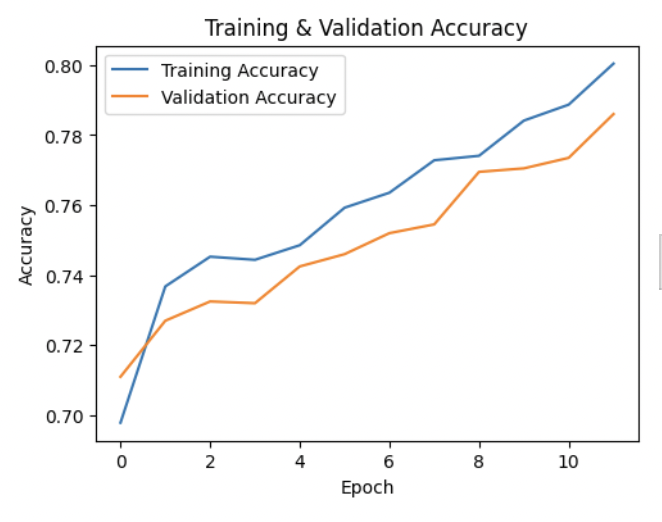 Training & Validation Accuracy
Training Accuracy
Validation Accuracy
0.80
0.78
0.76
0.74
0.72
0.70
Accuracy
0 2 4 6 8 10
Epoch